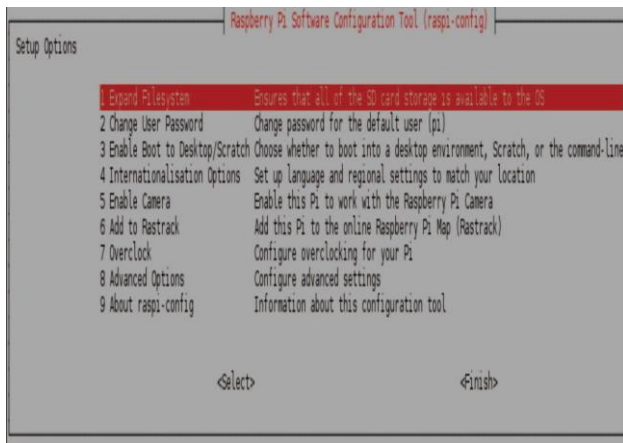 Raspberry Pi Software Configuration Tool (raspi-config)
Setup Options
1 Expand Filesystem Ensures that all of the SD card storage is available to the OS
2 Change User Password Change password for the default user (pi)
3 Enable Boot to Desktop/Scratch Choose whether to boot into a desktop environment, Scratch, or the command-line
4 Internationalisation Options Set up language and regional settings to match your location
5 Enable Camera Enable this Pi to work with the Raspberry Pi Camera
6 Add to Rastrack Add this Pi to the online Raspberry Pi Map (Rastrack)
7 Overclock Configure overclocking for your Pi
8 Advanced Options Configure advanced settings
9 About raspi-config Information about this configuration tool
<Select> <Finish>